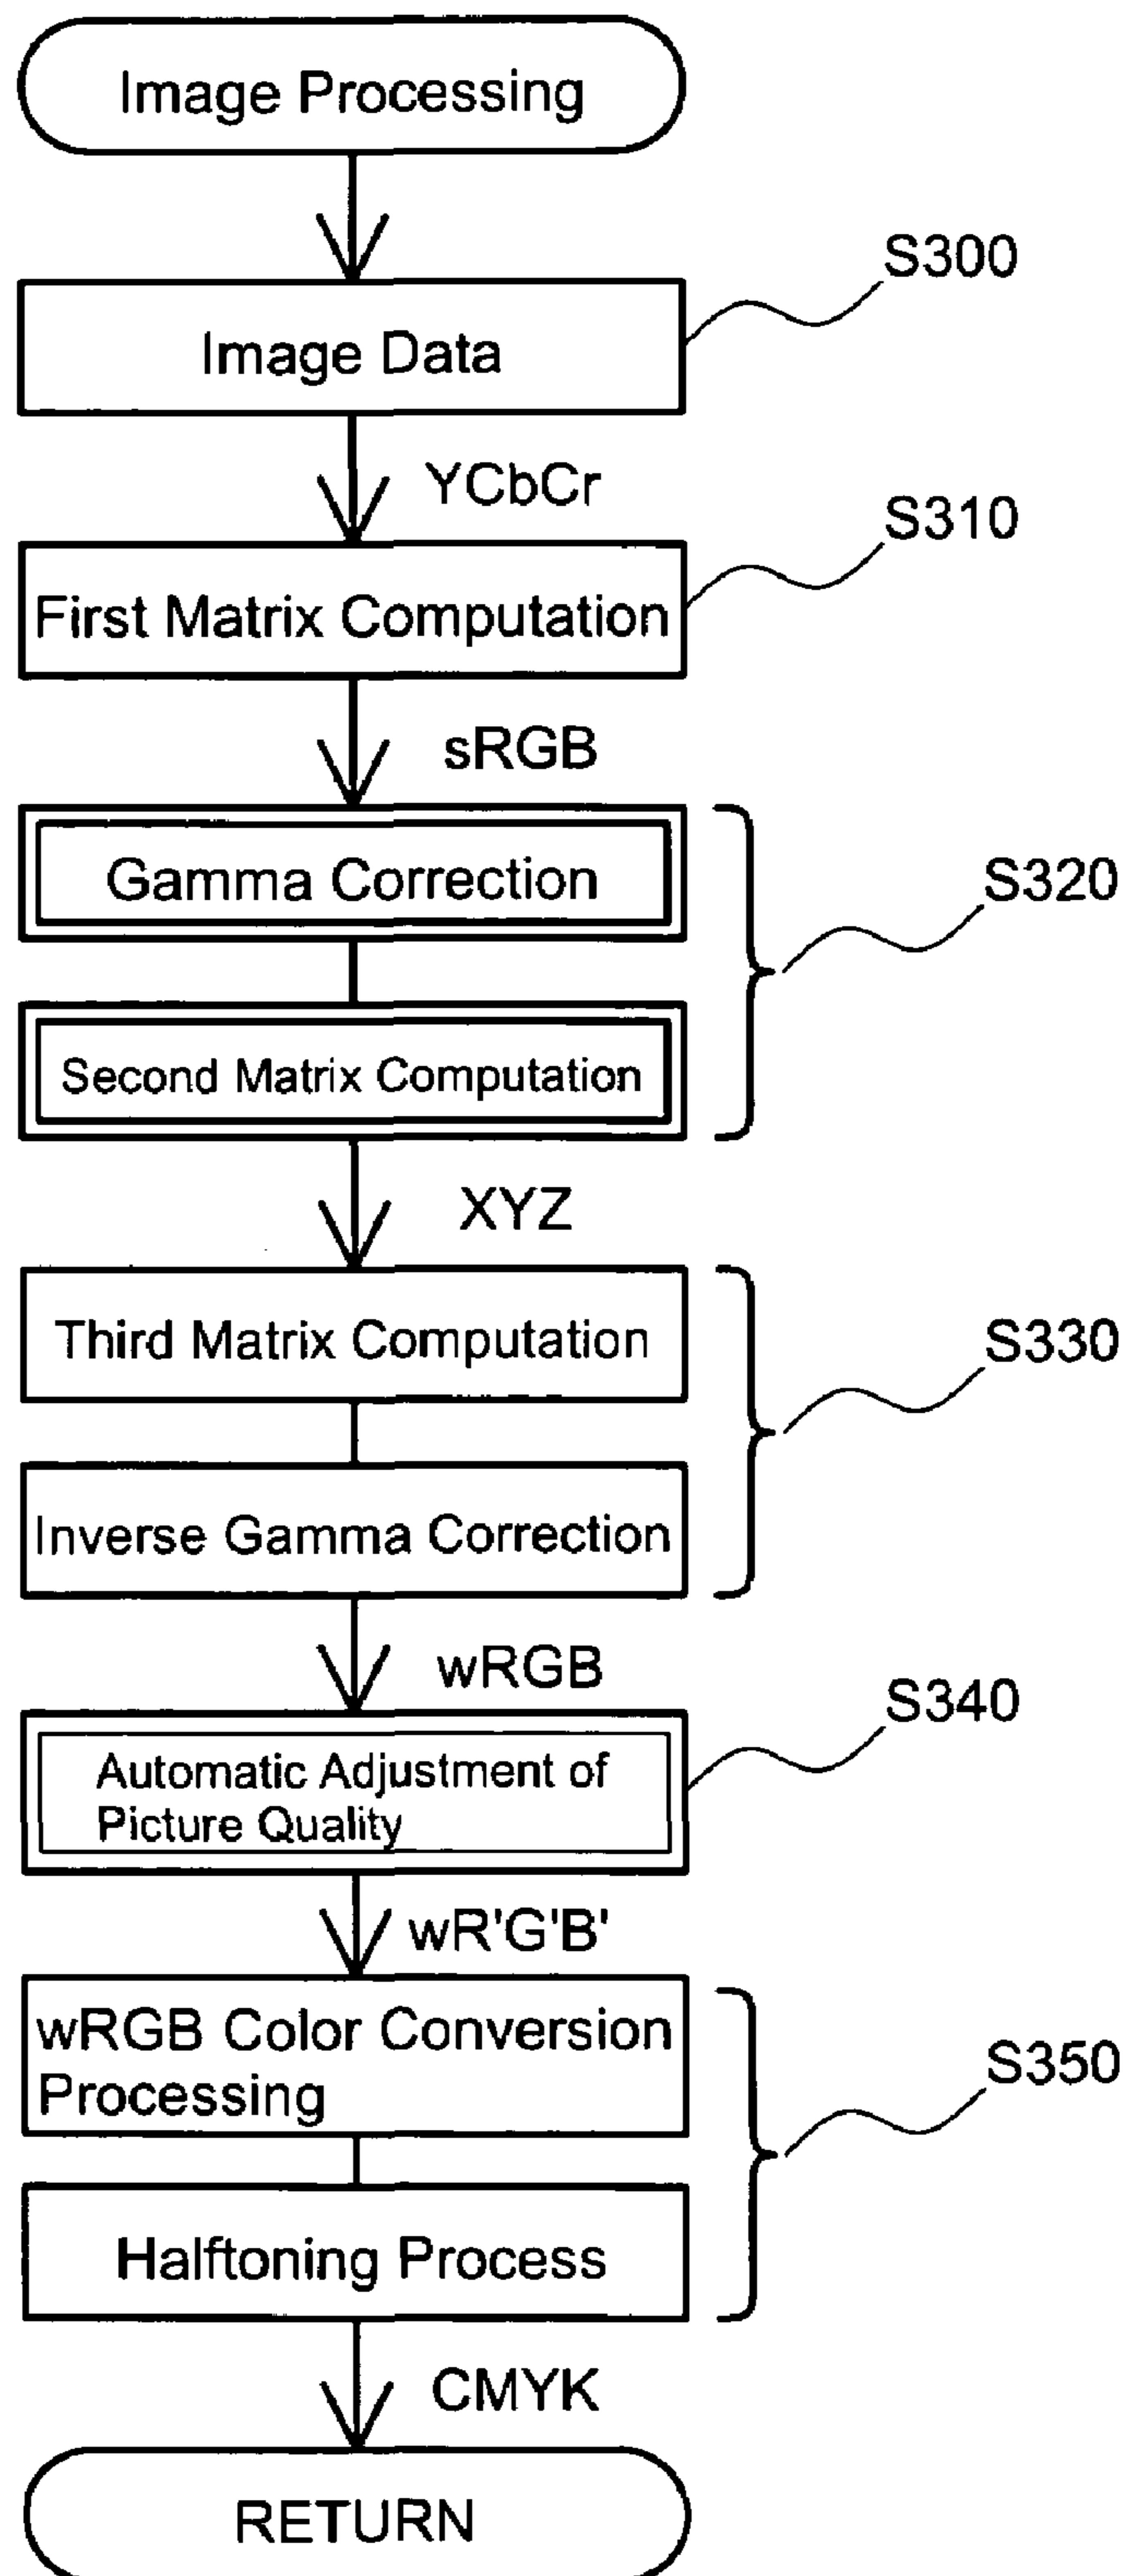 Image Processing
S300
Image Data
YCbCr
S310
First Matrix Computation
sRGB
Gamma Correction
S320
Second Matrix Computation
XYZ
Third Matrix Computation
S330
Inverse Gamma Correction
wRGB
S340
Automatic Adjustment of
Picture Quality
wR'G'B'
wRGB Color Conversion
Processing
S350
Halftoning Process
CMYK
RETURN